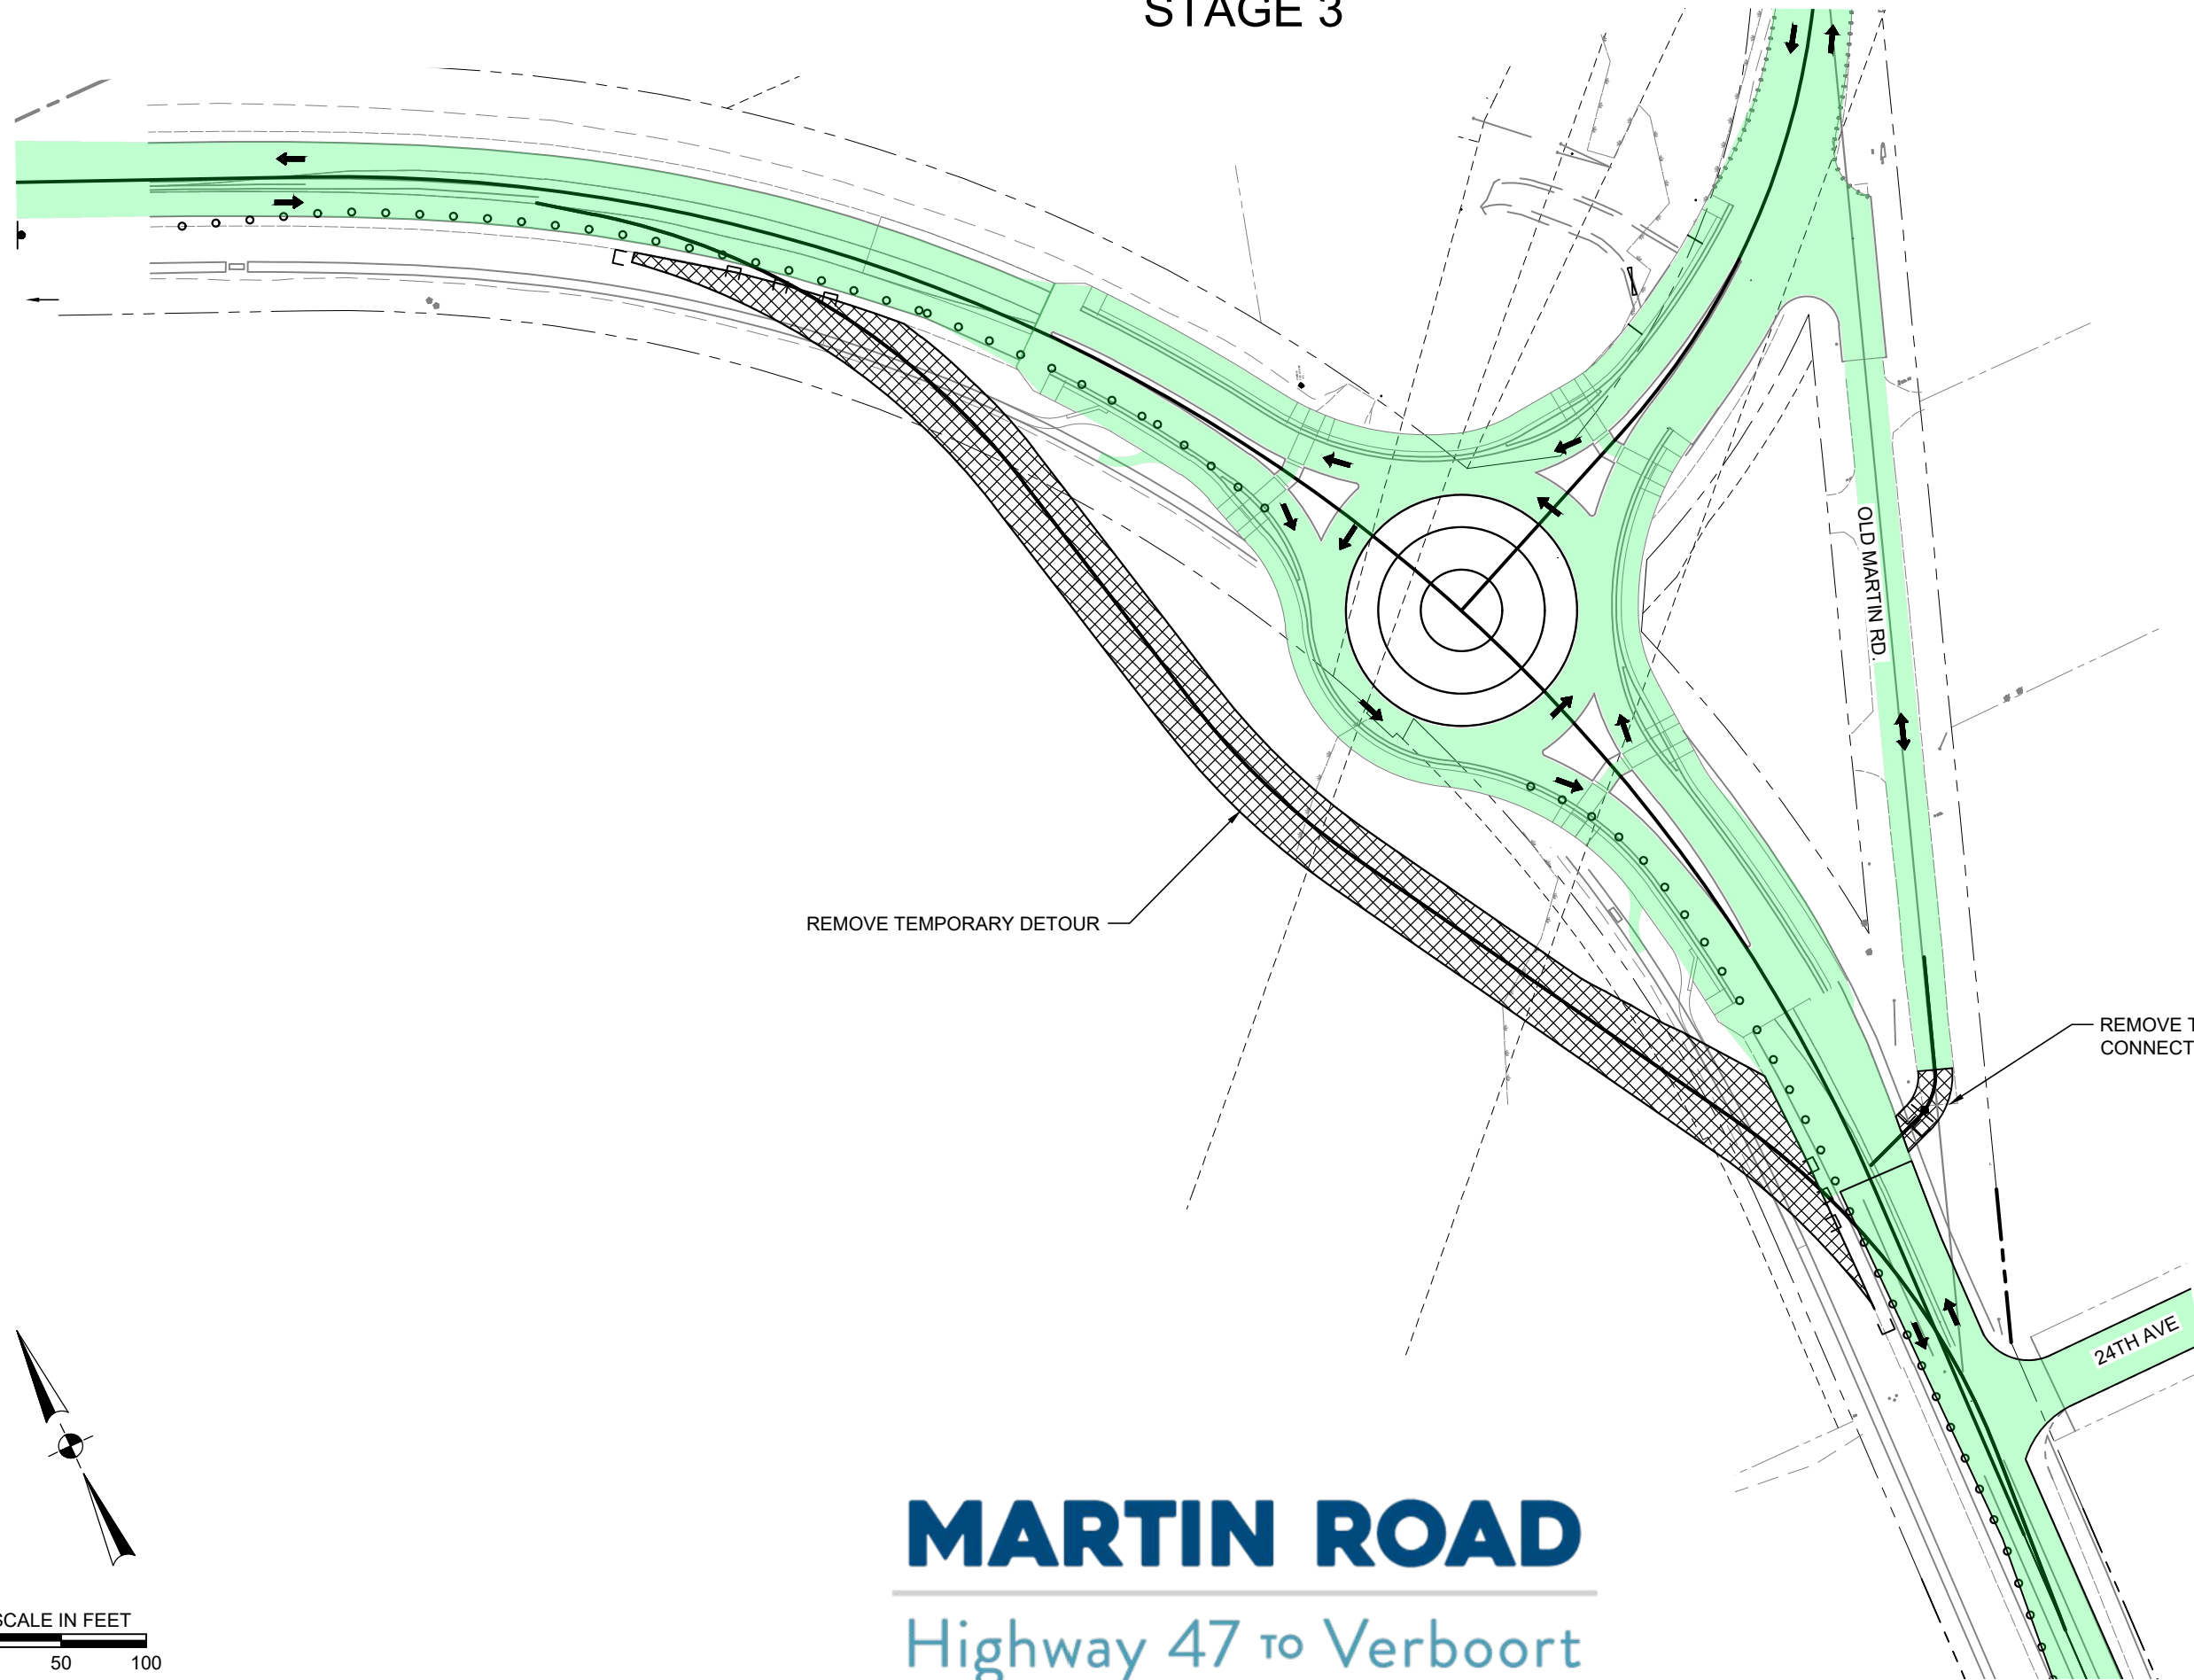 STAGE 3
OLD MARTIN RD.
REMOVE TEMPORARY DETOUR
REMOVE T
CONNECT
24TH AVE
SCALE IN FEET
50 100
MARTIN ROAD
Highway 47 TO Verboort